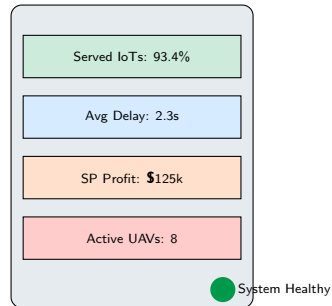 Served IoTs: 93.4%
Avg Delay: 2.3s
SP Profit: $125k
Active UAVs: 8
System Healthy